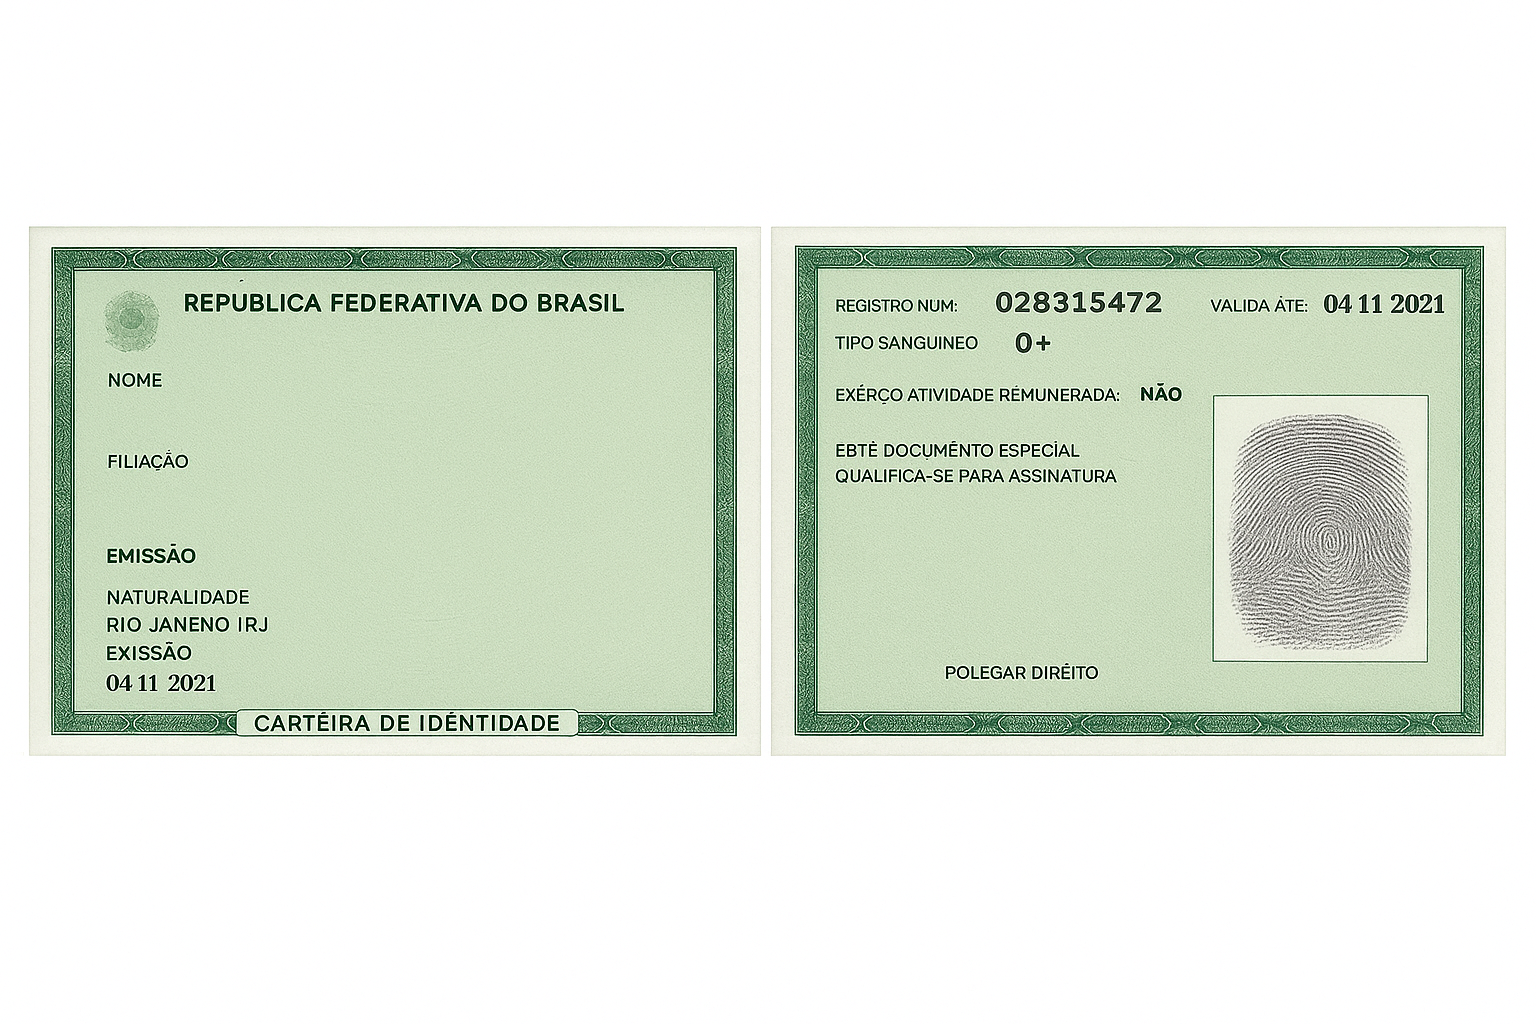 REPUBLICA FEDERATIVA DO BRASIL
NOME
FILIAÇÃO
EMISSÃO
NATURALIDADE
RIO JANENO IRJ
EXISSÃO
04 11 2021
CARTÉIRA DE IDÉNTIDADE
REGISTRO NUM: 028315472 VALIDA ÁTE: 04 11 2021
TIPO SANGUINEO 0+
EXÉRÇO ATIVIDADE RÉMUNERADA: NÃO
EBTÉ DOCUMÉNTO ESPECÍAL
QUALIFICA-SE PARA ASSINATURA
POLEGAR DIRÉITO